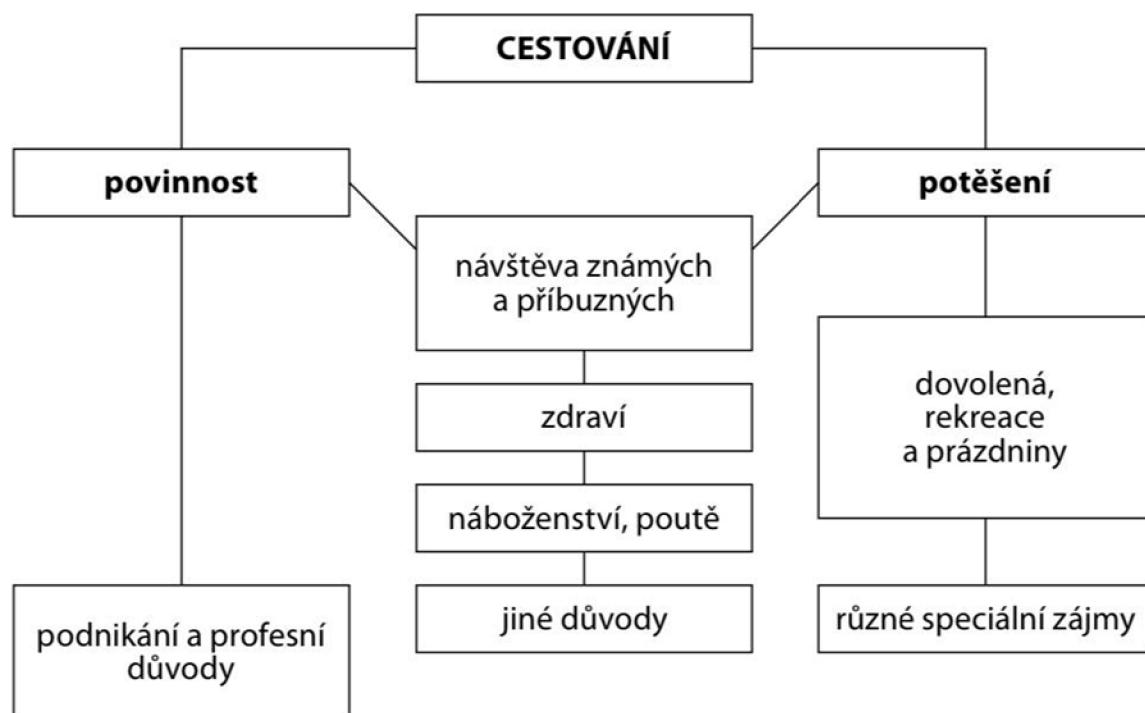 CESTOVÁNÍ
povinnost
potěšení
návštěva známých
a příbuzných
zdraví
náboženství, poutě
jiné důvody
dovolená,
rekreace
a prázdniny
různé speciální zájmy
podnikání a profesní
důvody